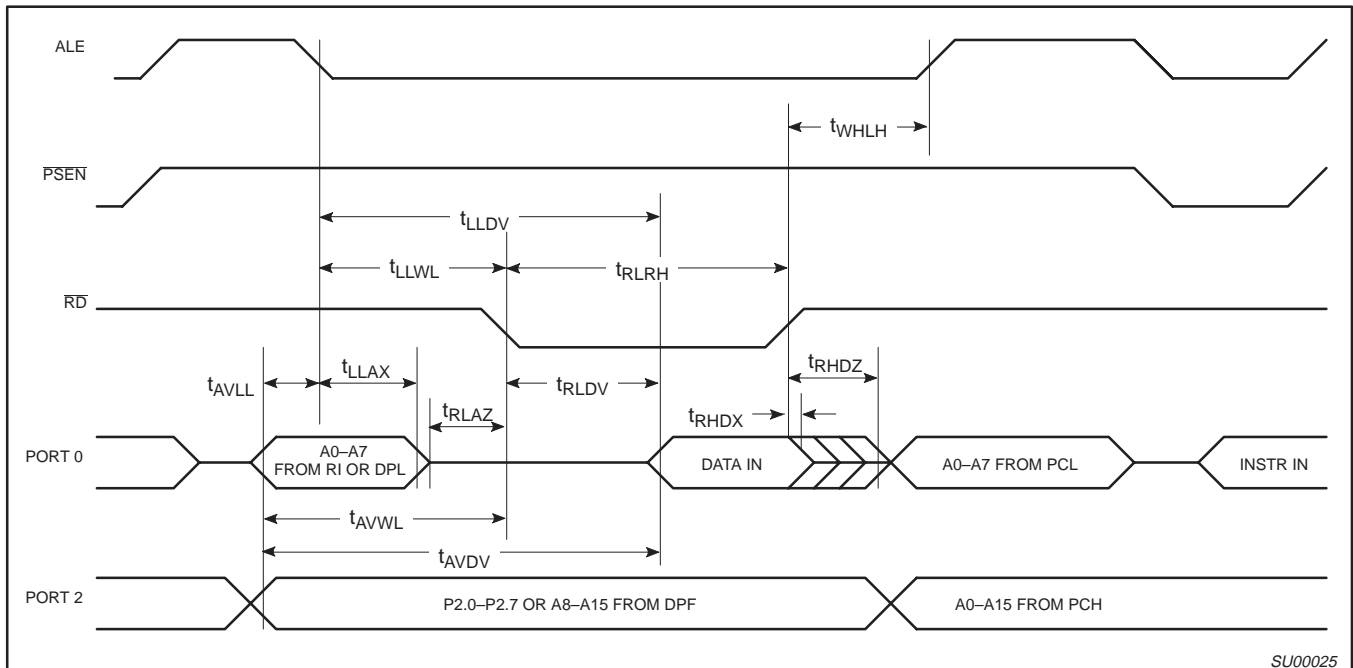 ALE
tWHLH
PSEN
tLLDV
tLLWL
tRLRH
RD
tAVLL
tLLAX
tRLAZ
tRLDV
tRHDZ
tRHDX
PORT 0
A0–A7
FROM RI OR DPL
DATA IN
A0–A7 FROM PCL
INSTR IN
tAVWL
tAVDV
PORT 2
P2.0–P2.7 OR A8–A15 FROM DPF
A0–A15 FROM PCH
SU00025